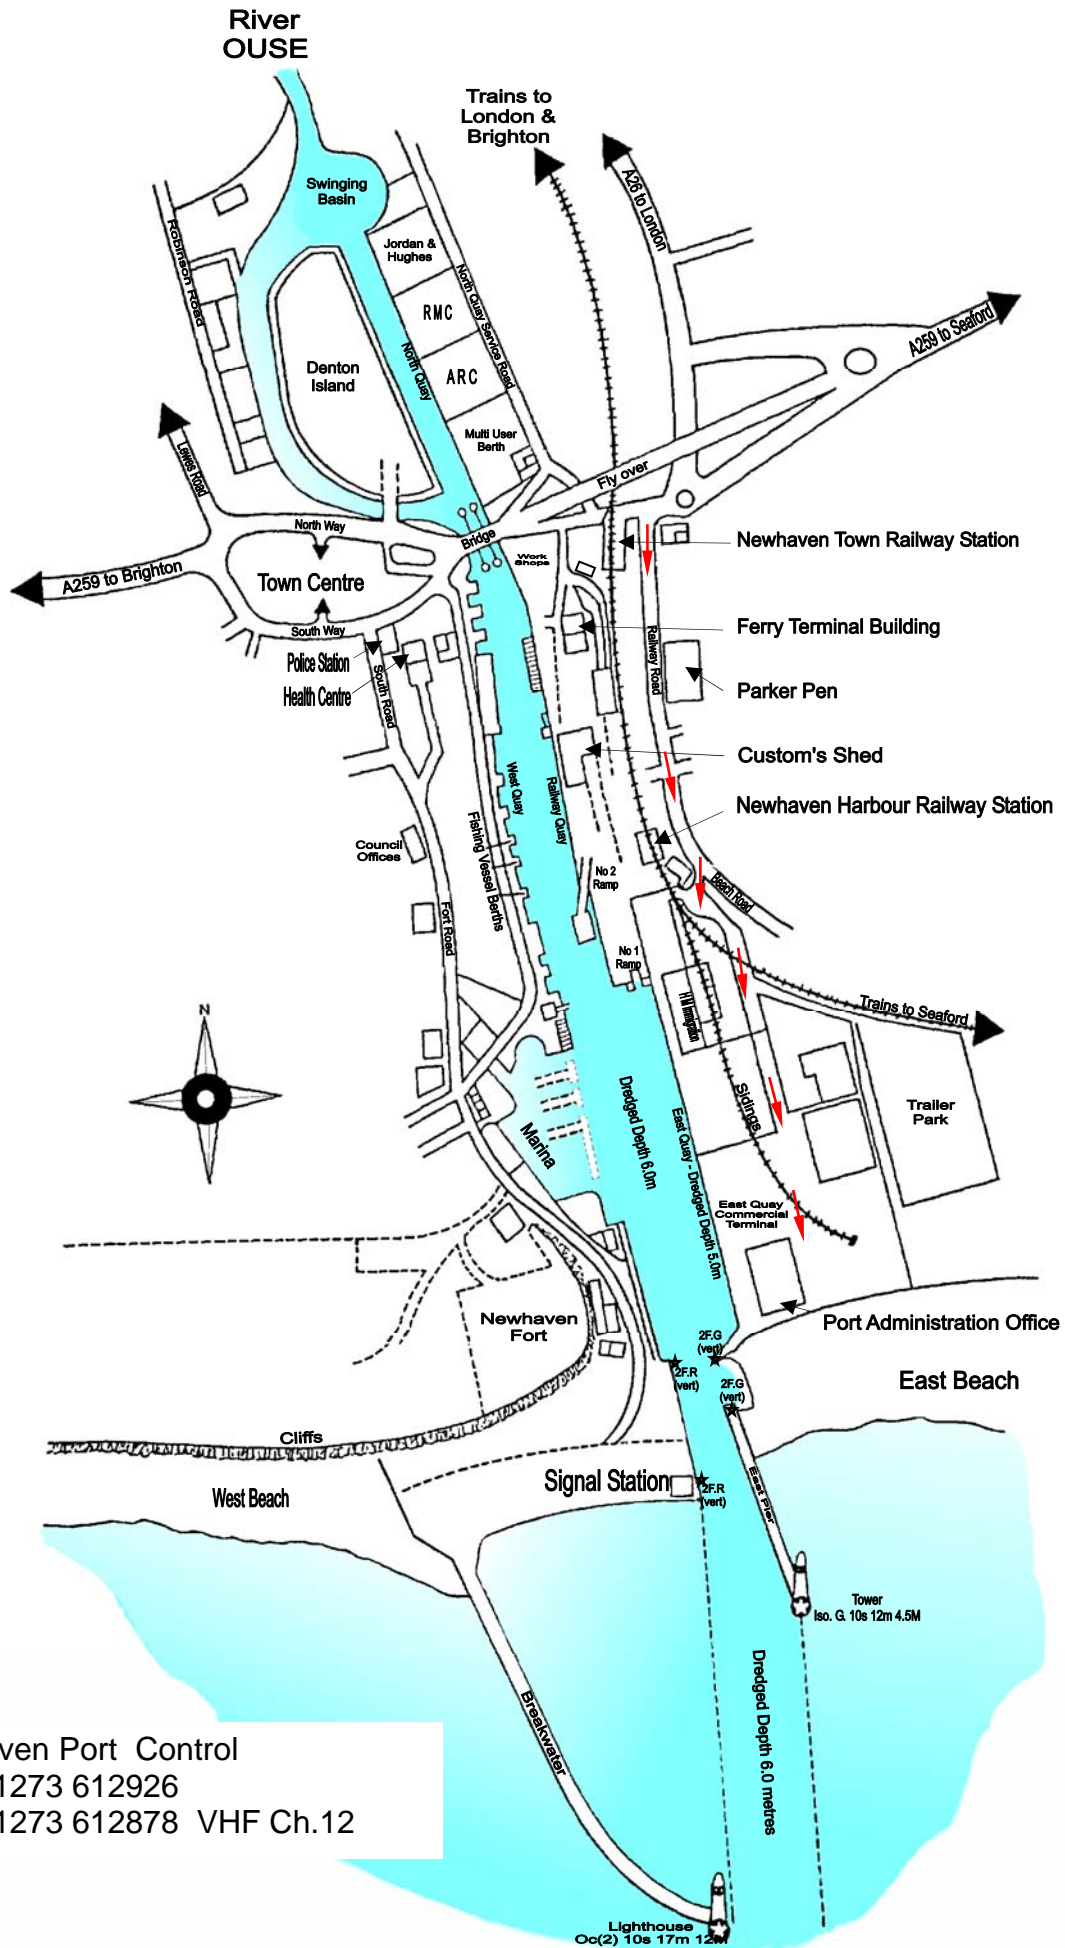 River
OUSE
Trains to
London &
Brighton
A26 to London
Swinging
Basin
Robinson Road
Jordan &
Hughes
North Quay Service Road
RMC
A259 to Seaford
North Quay
Denton
Island
ARC
Multi User
Berth
Lewes Road
Fly over
North Way
Bridge
Work
Shops
Newhaven Town Railway Station
A259 to Brighton
Town Centre
South Way
Ferry Terminal Building
Police Station
Railway Road
Health Centre
South Road
Parker Pen
Custom's Shed
West Quay
Railway Quay
Newhaven Harbour Railway Station
Council
Offices
Fishing Vessel Berths
No 2
Ramp
Beach Road
Fort Road
No 1
Ramp
H M Immigration
Trains to Seaford
N
Dredged Depth 6.0m
East Quay - Dredged Depth 5.0m
Sidings
Trailer
Park
Marina
East Quay
Commercial
Terminal
Newhaven
Fort
Port Administration Office
2F.G
(vert)
2F.R
(vert)
2F.G
(vert)
East Beach
Cliffs
West Beach
Signal Station
2F.R
(vert)
East Pier
Tower
Iso. G. 10s 12m 4.5M
Breakwater
Dredged Depth 6.0 metres
ven Port Control
1273 612926
1273 612878 VHF Ch.12
Lighthouse
Oc(2) 10s 17m 12M